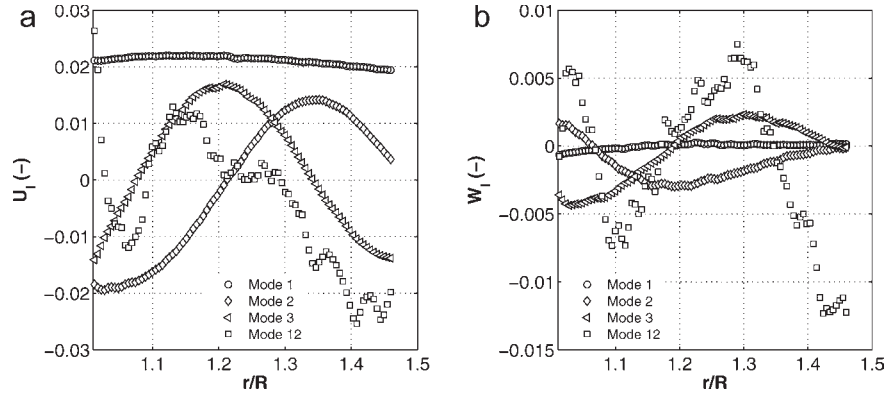 a
0.03
0.02
0.01
0
−0.01
−0.02
−0.03
U_I (−)
1.1
1.2
1.3
1.4
1.5
r/R
Mode 1
Mode 2
Mode 3
Mode 12
b
0.01
0.005
0
−0.005
−0.01
−0.015
W_I (−)
1.1
1.2
1.3
1.4
1.5
r/R
Mode 1
Mode 2
Mode 3
Mode 12